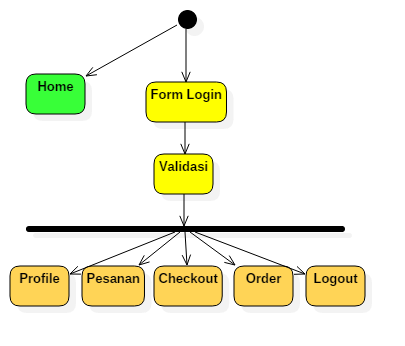 Home
Form Login
Validasi
Profile
Pesanan
Checkout
Order
Logout